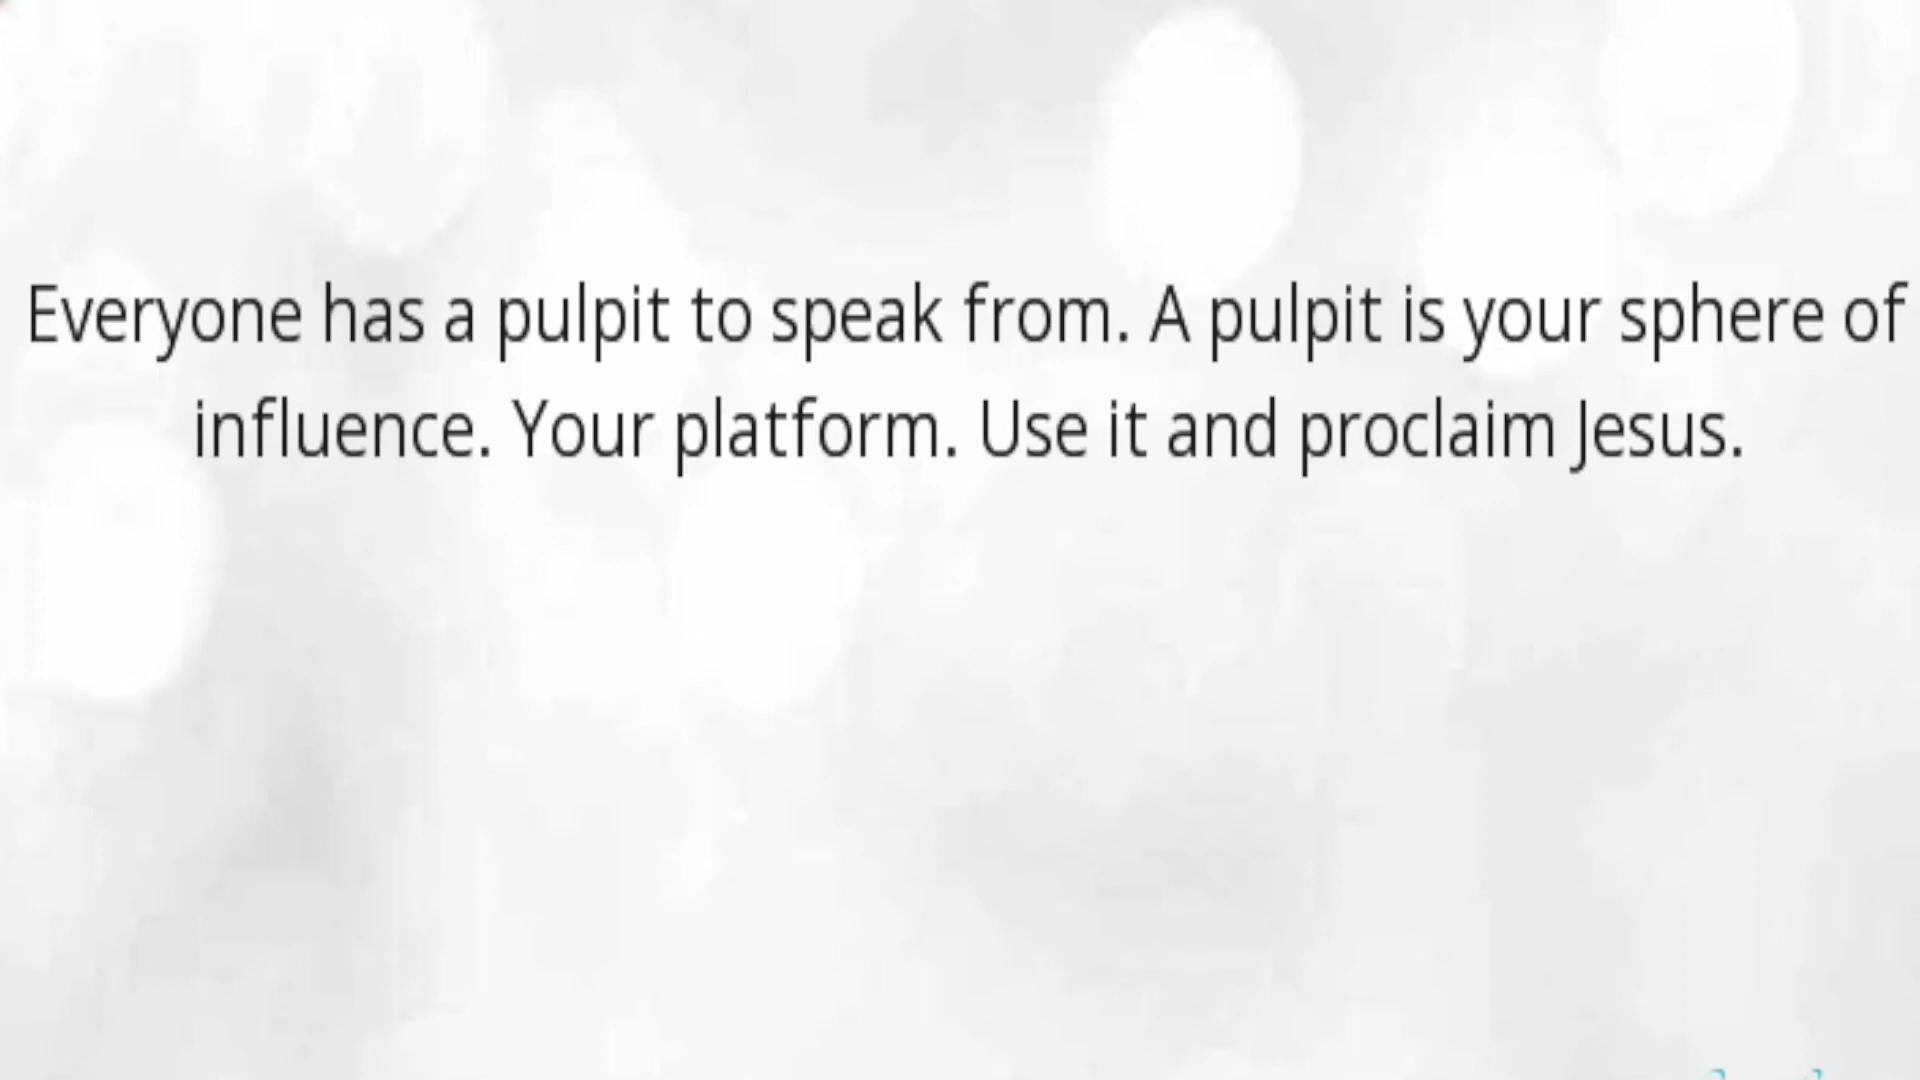 Everyone has a pulpit to speak from. A pulpit is your sphere of
influence. Your platform. Use it and proclaim Jesus.